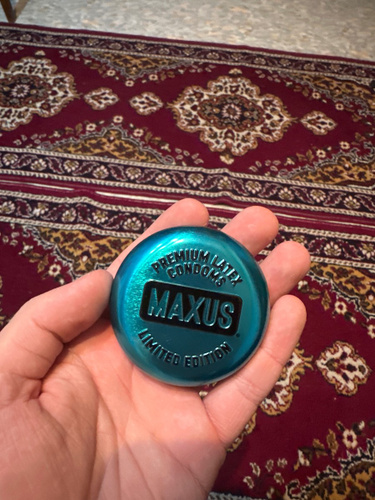 PREMIUM LATEX
CONDOMS
MAXUS
LIMITED EDITION